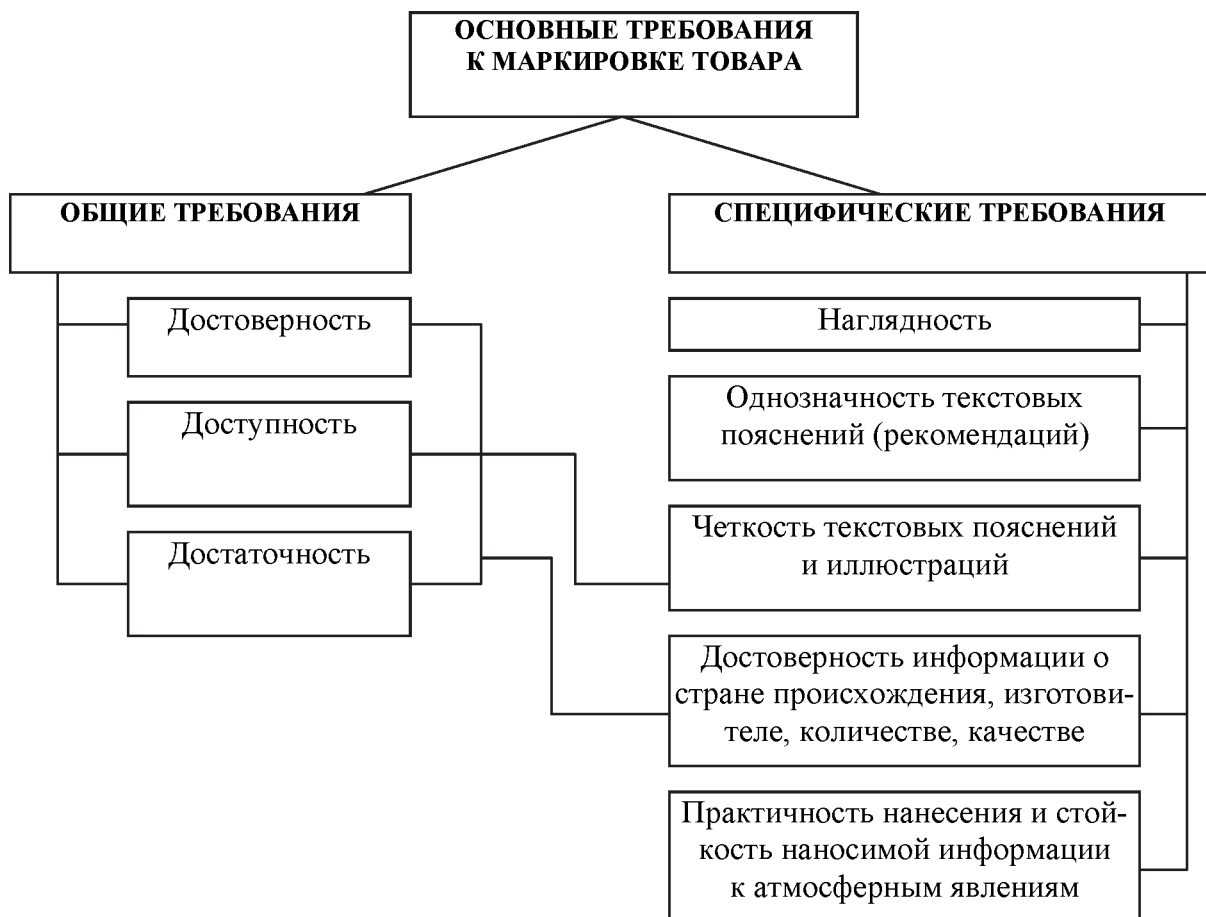 ОСНОВНЫЕ ТРЕБОВАНИЯ
К МАРКИРОВКЕ ТОВАРА
ОБЩИЕ ТРЕБОВАНИЯ
Достоверность
Доступность
Достаточность
СПЕЦИФИЧЕСКИЕ ТРЕБОВАНИЯ
Наглядность
Однозначность текстовых
пояснений (рекомендаций)
Четкость текстовых пояснений
и иллюстраций
Достоверность информации о
стране происхождения, изготови-
теле, количестве, качестве
Практичность нанесения и стой-
кость наносимой информации
к атмосферным явлениям